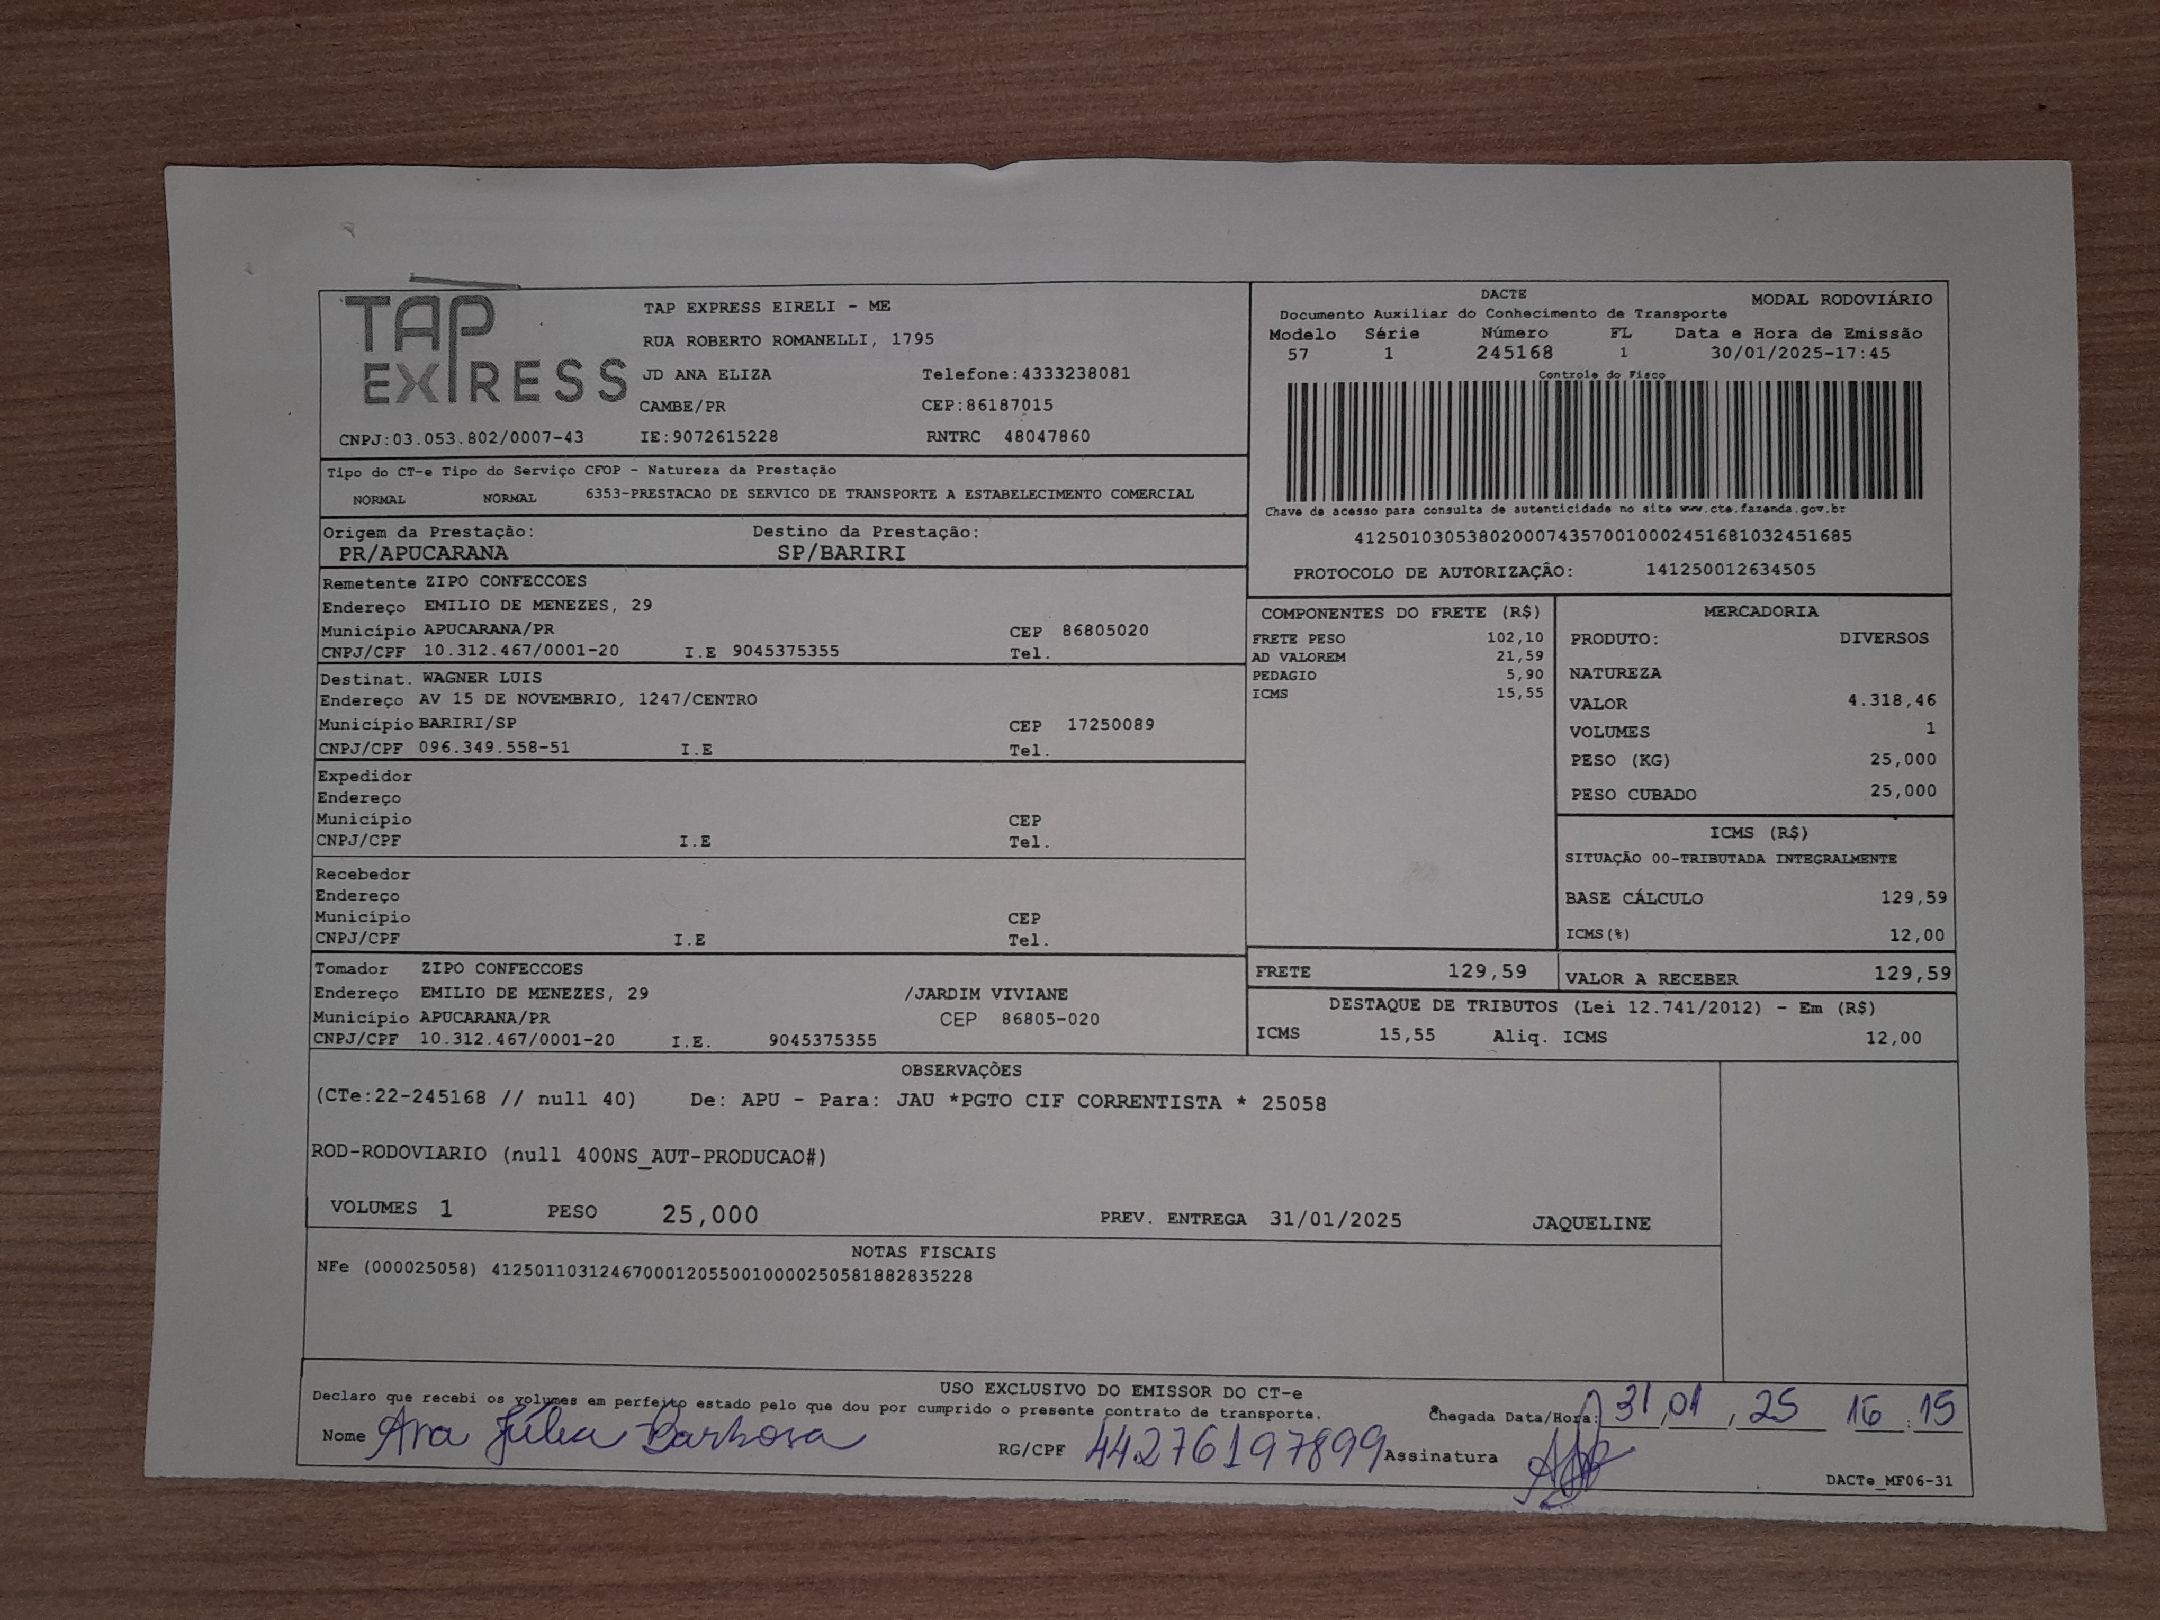 TAP EXPRESS
TAP EXPRESS EIRELI - ME
RUA ROBERTO ROMANELLI, 1795
JD ANA ELIZA Telefone:4333238081
CAMBE/PR CEP:86187015
CNPJ:03.053.802/0007-43 IE:9072615228 RNTRC 48047860
DACTE MODAL RODOVIÁRIO
Documento Auxiliar do Conhecimento de Transporte
Modelo Série Número FL Data e Hora de Emissão
57 1 245168 1 30/01/2025-17:45
Controle do Fisco
Chave de acesso para consulta de autenticidade no site www.cte.fazenda.gov.br
41250103053802000743570010002451681032451685
PROTOCOLO DE AUTORIZAÇÃO: 141250012634505
Tipo do CT-e Tipo do Serviço CFOP - Natureza da Prestação
NORMAL NORMAL 6353-PRESTACAO DE SERVICO DE TRANSPORTE A ESTABELECIMENTO COMERCIAL
Origem da Prestação: Destino da Prestação:
PR/APUCARANA SP/BARIRI
Remetente ZIPO CONFECCOES
Endereço EMILIO DE MENEZES, 29
Município APUCARANA/PR CEP 86805020
CNPJ/CPF 10.312.467/0001-20 I.E 9045375355 Tel.
Destinat. WAGNER LUIS
Endereço AV 15 DE NOVEMBRIO, 1247/CENTRO
Município BARIRI/SP CEP 17250089
CNPJ/CPF 096.349.558-51 I.E Tel.
Expedidor
Endereço
Município CEP
CNPJ/CPF I.E Tel.
Recebedor
Endereço
Município CEP
CNPJ/CPF I.E Tel.
Tomador ZIPO CONFECCOES
Endereço EMILIO DE MENEZES, 29 /JARDIM VIVIANE
Município APUCARANA/PR CEP 86805-020
CNPJ/CPF 10.312.467/0001-20 I.E. 9045375355
COMPONENTES DO FRETE (R$)
FRETE PESO 102,10
AD VALOREM 21,59
PEDAGIO 5,90
ICMS 15,55
MERCADORIA
PRODUTO: DIVERSOS
NATUREZA
VALOR 4.318,46
VOLUMES 1
PESO (KG) 25,000
PESO CUBADO 25,000
ICMS (R$)
SITUAÇÃO 00-TRIBUTADA INTEGRALMENTE
BASE CÁLCULO 129,59
ICMS(%) 12,00
FRETE 129,59 VALOR A RECEBER 129,59
DESTAQUE DE TRIBUTOS (Lei 12.741/2012) - Em (R$)
ICMS 15,55 Aliq. ICMS 12,00
OBSERVAÇÕES
(CTe:22-245168 // null 40) De: APU - Para: JAU *PGTO CIF CORRENTISTA * 25058
ROD-RODOVIARIO (null 400NS_AUT-PRODUCAO#)
VOLUMES 1 PESO 25,000 PREV. ENTREGA 31/01/2025 JAQUELINE
NOTAS FISCAIS
NFe (000025058) 41250110312467000120550010000250581882835228
USO EXCLUSIVO DO EMISSOR DO CT-e
Declaro que recebi os volumes em perfeito estado pelo que dou por cumprido o presente contrato de transporte. Chegada Data/Hora: 31/01/25 16:15
Nome Ana Júlia Barbosa RG/CPF 44276197899 Assinatura
DACTe_MF06-31